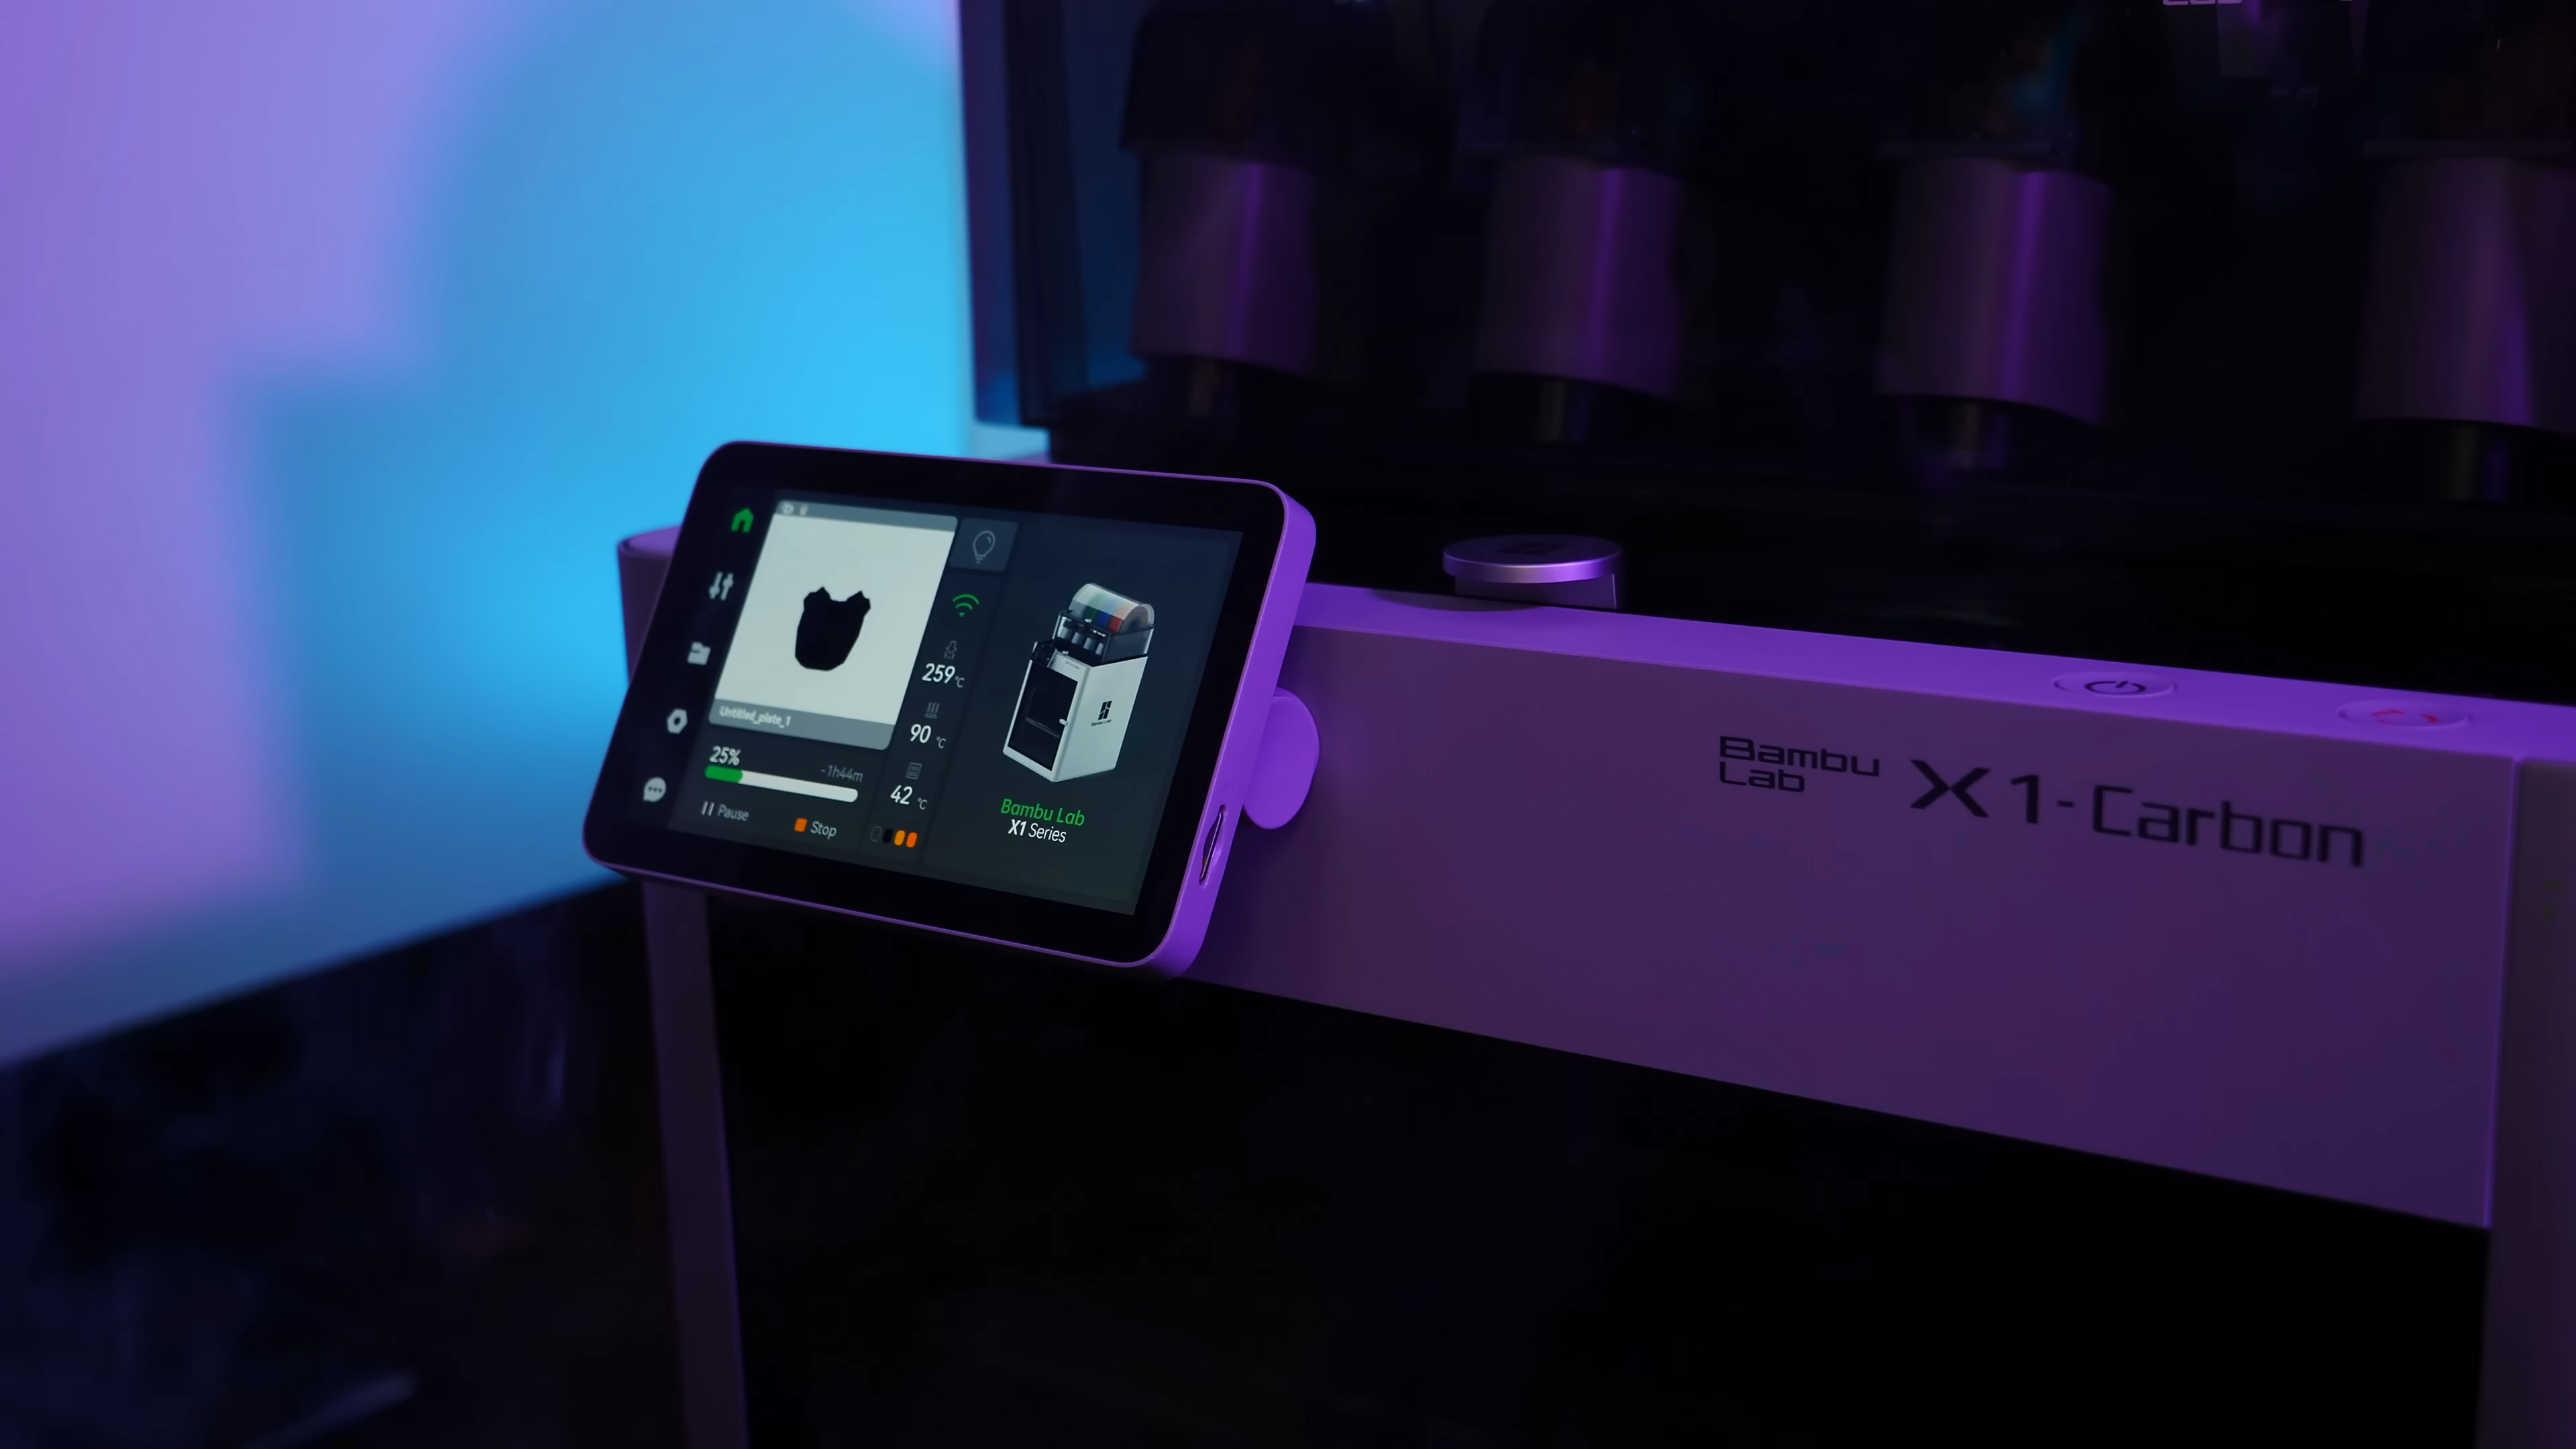 Untitled_plate_1
25%
-1h44m
Pause
Stop
259 °C
90 °C
42 °C
Bambu Lab
X1 Series
Bambu
Lab
X1-Carbon